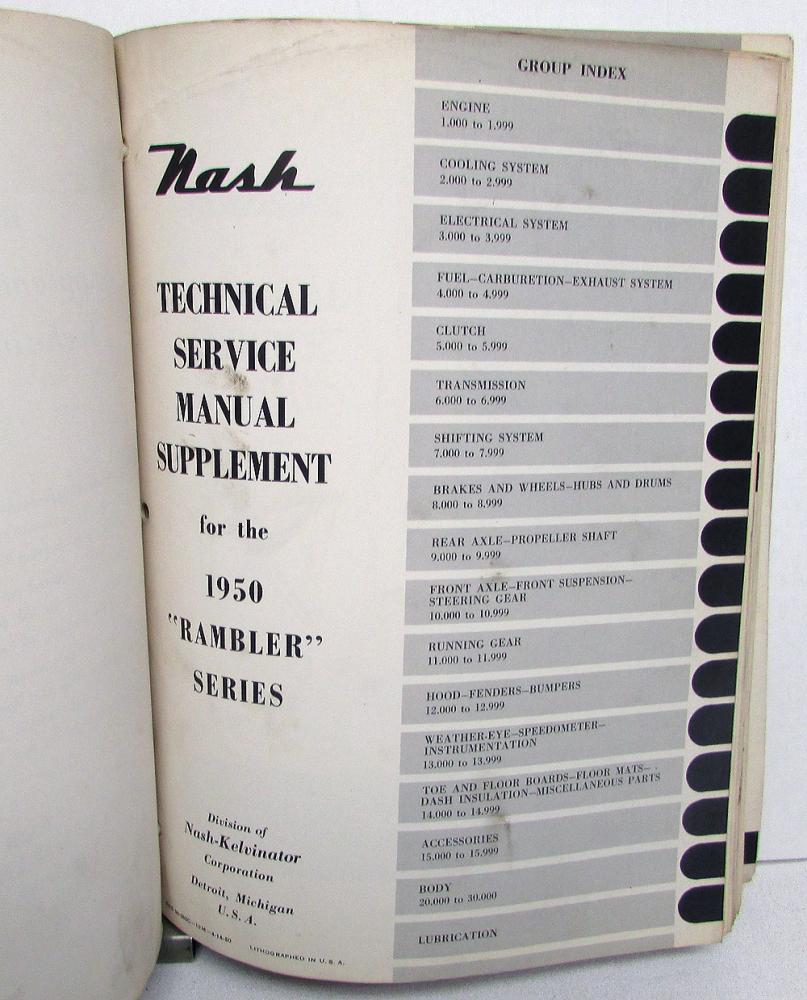 Nash
TECHNICAL
SERVICE
MANUAL
SUPPLEMENT
for the
1950
"RAMBLER"
SERIES
Division of
Nash-Kelvinator
Corporation
Detroit, Michigan
U. S. A.
LITHOGRAPHED IN U. S. A.
GROUP INDEX
ENGINE
1.000 to 1.999
COOLING SYSTEM
2.000 to 2.999
ELECTRICAL SYSTEM
3.000 to 3.999
FUEL—CARBURETION—EXHAUST SYSTEM
4.000 to 4.999
CLUTCH
5.000 to 5.999
TRANSMISSION
6.000 to 6.999
SHIFTING SYSTEM
7.000 to 7.999
BRAKES AND WHEELS—HUBS AND DRUMS
8.000 to 8.999
REAR AXLE—PROPELLER SHAFT
9.000 to 9.999
FRONT AXLE—FRONT SUSPENSION—
STEERING GEAR
10.000 to 10.999
RUNNING GEAR
11.000 to 11.999
HOOD—FENDERS—BUMPERS
12.000 to 12.999
WEATHER-EYE—SPEEDOMETER—
INSTRUMENTATION
13.000 to 13.999
TOE AND FLOOR BOARDS—FLOOR MATS—
DASH INSULATION—MISCELLANEOUS PARTS
14.000 to 14.999
ACCESSORIES
15.000 to 15.999
BODY
20.000 to 30.000
LUBRICATION